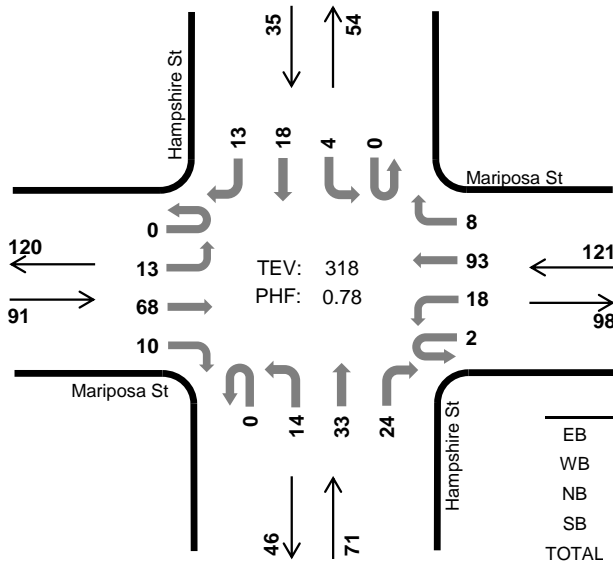 35
54
Hampshire St
13
18
4
0
Mariposa St
0
8
120
13
TEV: 318
93
121
91
68
PHF: 0.78
18
98
10
2
Mariposa St
0
14
33
24
Hampshire St
46
71
EB
WB
NB
SB
TOTAL